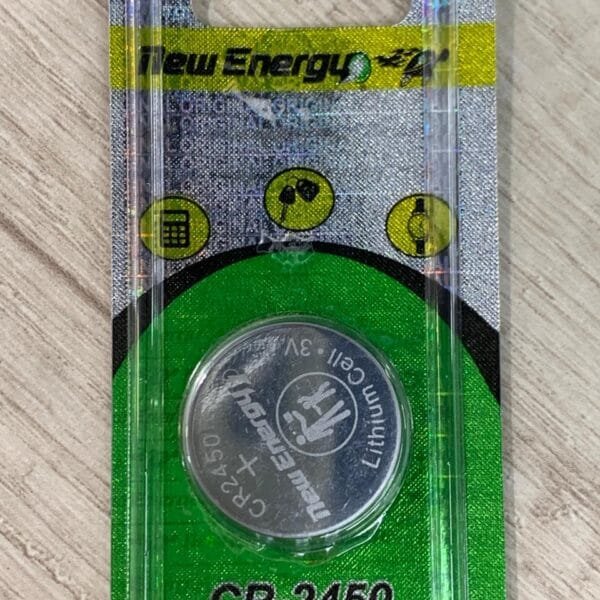 New Energy
Lithium Cell • 3V
New Energy
+
CR2450
CR-2450